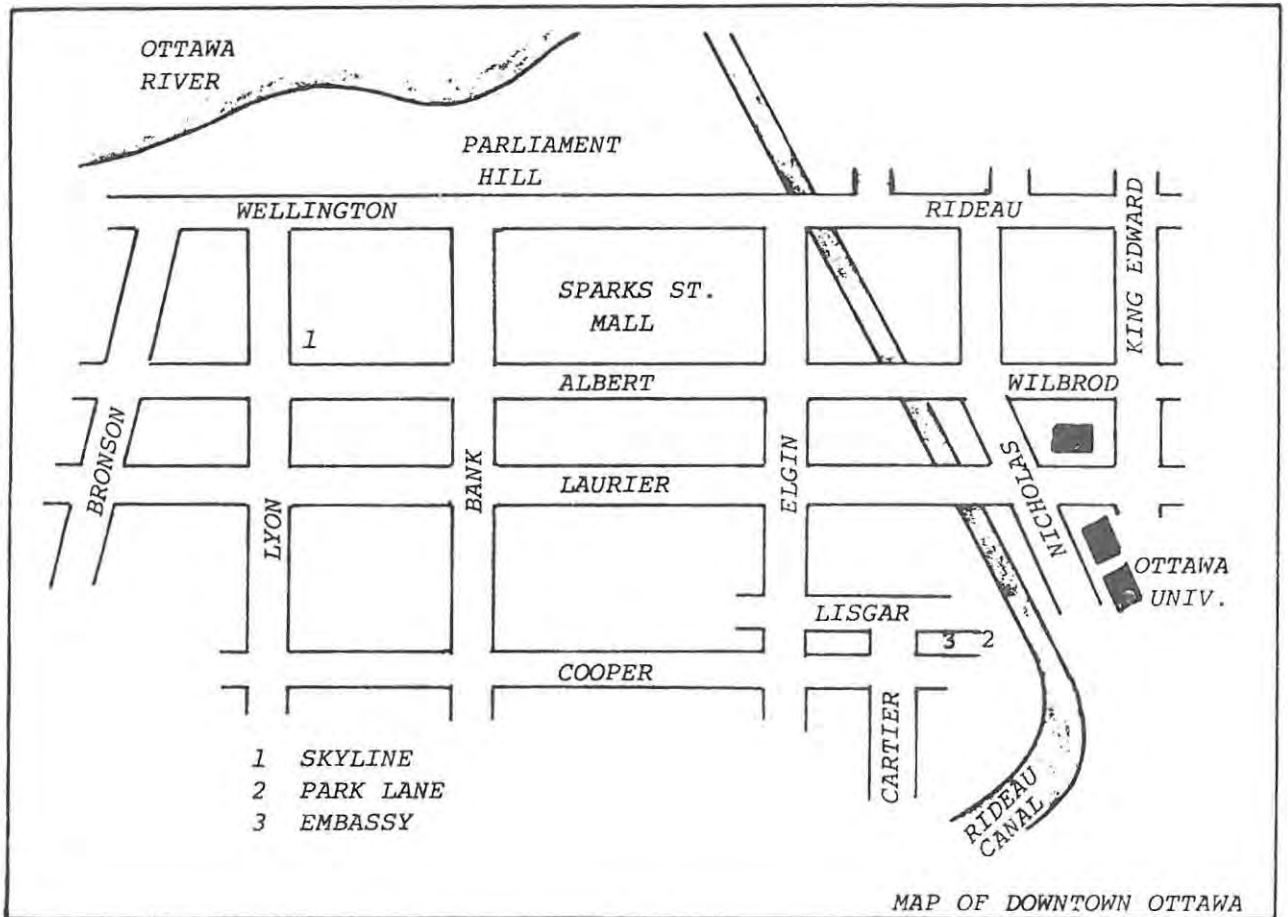 OTTAWA
RIVER
PARLIAMENT
HILL
WELLINGTON
RIDEAU
KING EDWARD
SPARKS ST.
MALL
1
ALBERT
WILBROD
BRONSON
LYON
BANK
LAURIER
ELGIN
NICHOLAS
OTTAWA
UNIV.
LISGAR
3 2
COOPER
CARTIER
1 SKYLINE
2 PARK LANE
3 EMBASSY
RIDEAU
CANAL
MAP OF DOWNTOWN OTTAWA